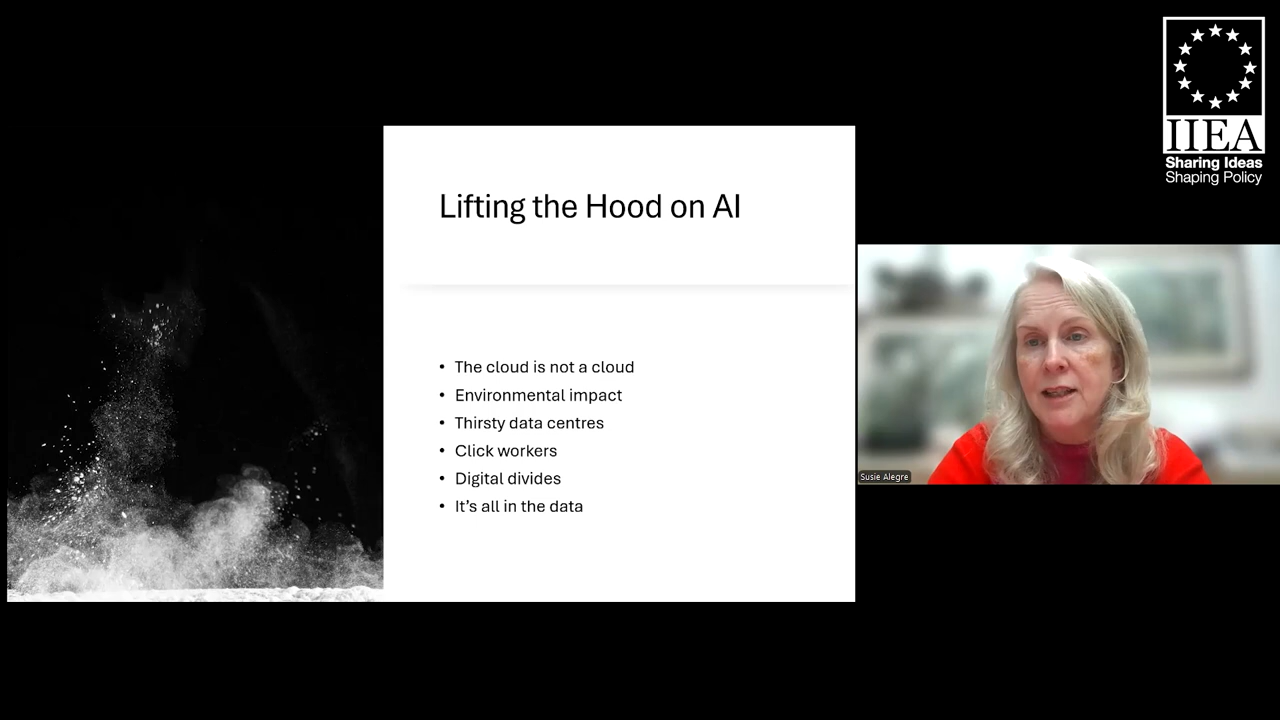 IIEA
Sharing Ideas
Shaping Policy
Lifting the Hood on AI
• The cloud is not a cloud
• Environmental impact
• Thirsty data centres
• Click workers
• Digital divides
• It’s all in the data
Susie Alegre